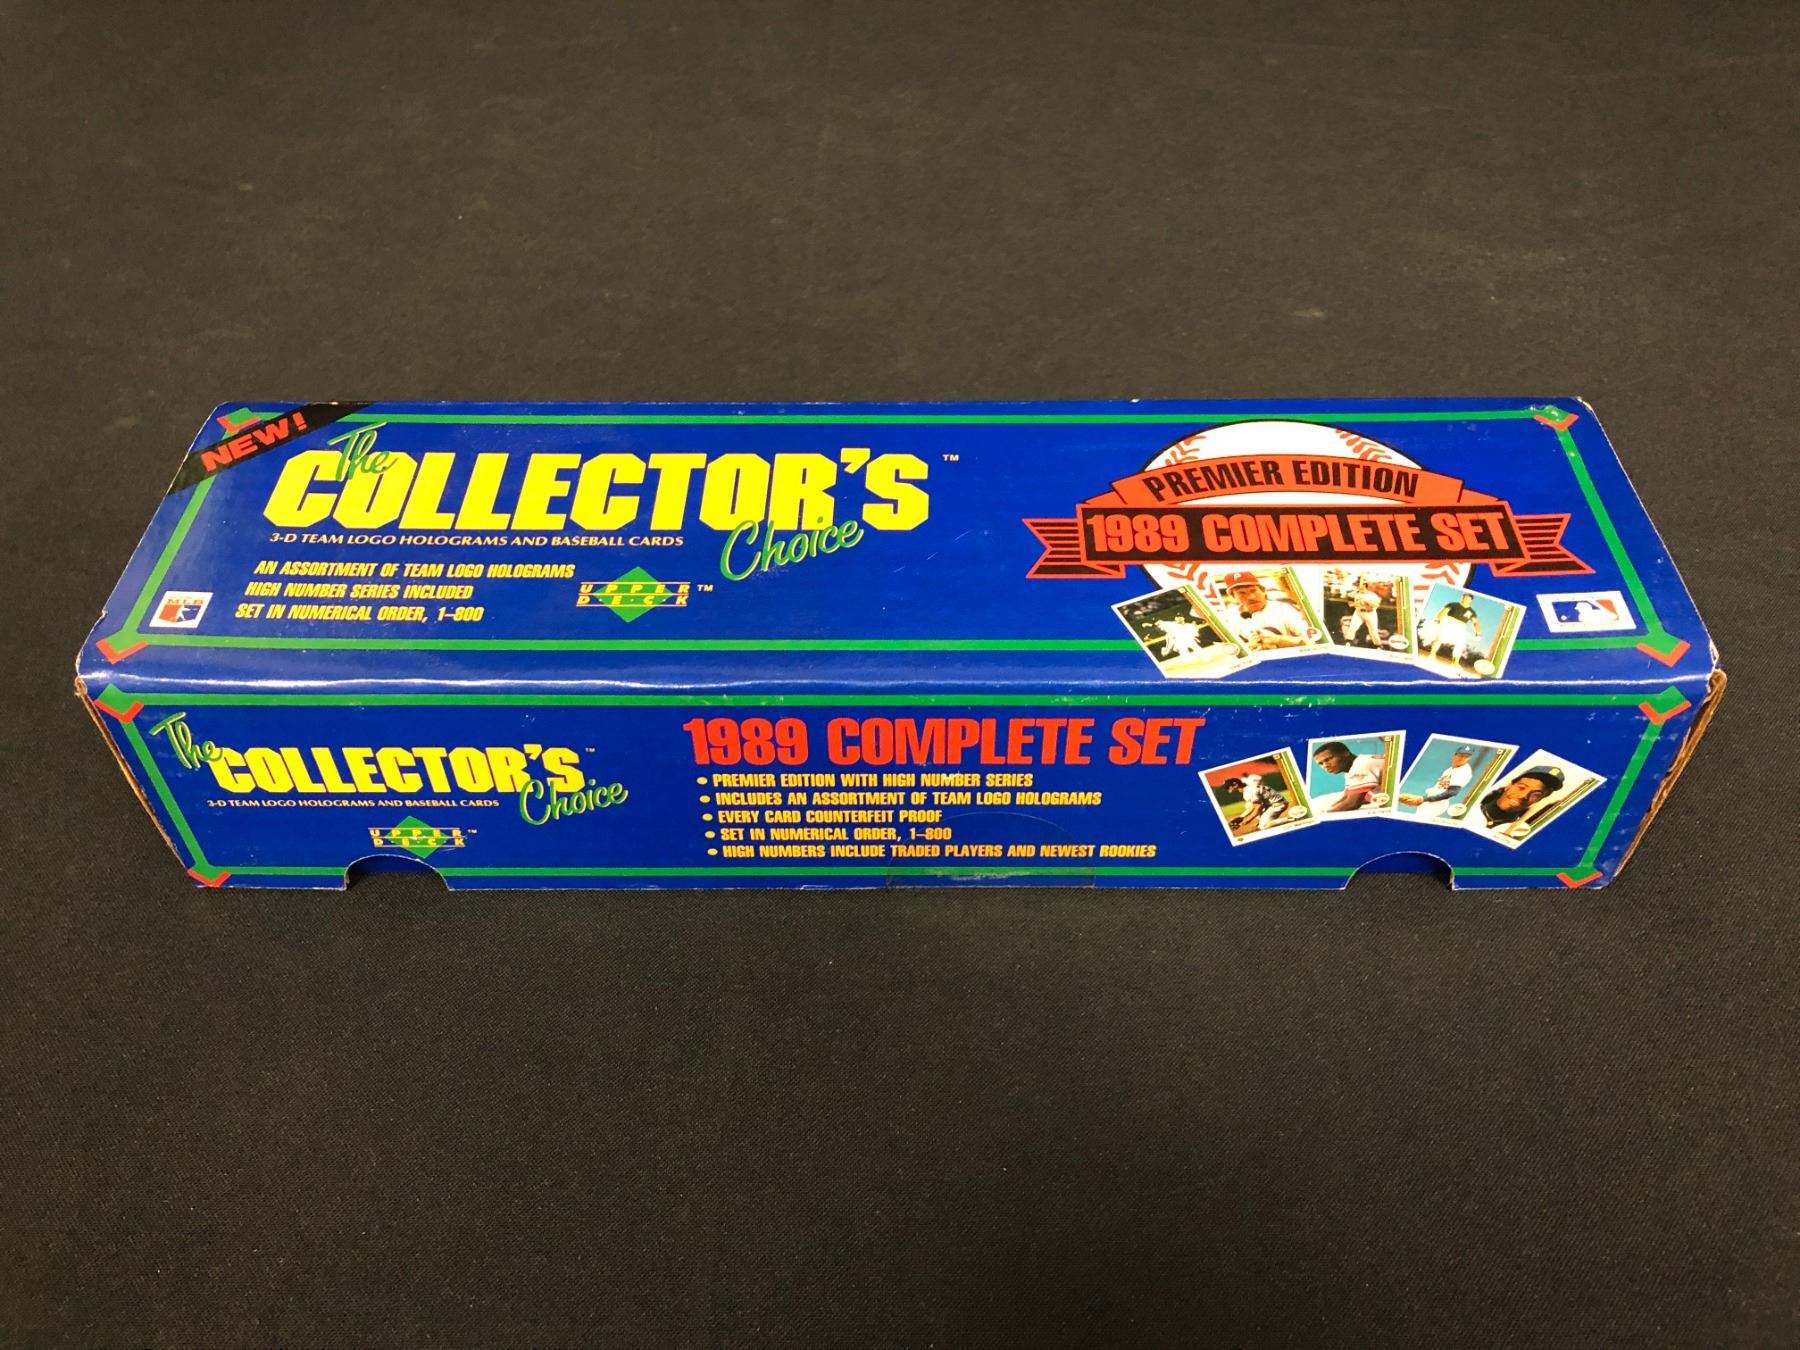 NEW!
The
COLLECTOR'S™
Choice
3-D TEAM LOGO HOLOGRAMS AND BASEBALL CARDS
AN ASSORTMENT OF TEAM LOGO HOLOGRAMS
HIGH NUMBER SERIES INCLUDED
SET IN NUMERICAL ORDER, 1-800
UPPER™
DECK
PREMIER EDITION
1989 COMPLETE SET
The
COLLECTOR'S™
Choice
3-D TEAM LOGO HOLOGRAMS AND BASEBALL CARDS
UPPER™
DECK
1989 COMPLETE SET
• PREMIER EDITION WITH HIGH NUMBER SERIES
• INCLUDES AN ASSORTMENT OF TEAM LOGO HOLOGRAMS
• EVERY CARD COUNTERFEIT PROOF
• SET IN NUMERICAL ORDER, 1-800
• HIGH NUMBERS INCLUDE TRADED PLAYERS AND NEWEST ROOKIES